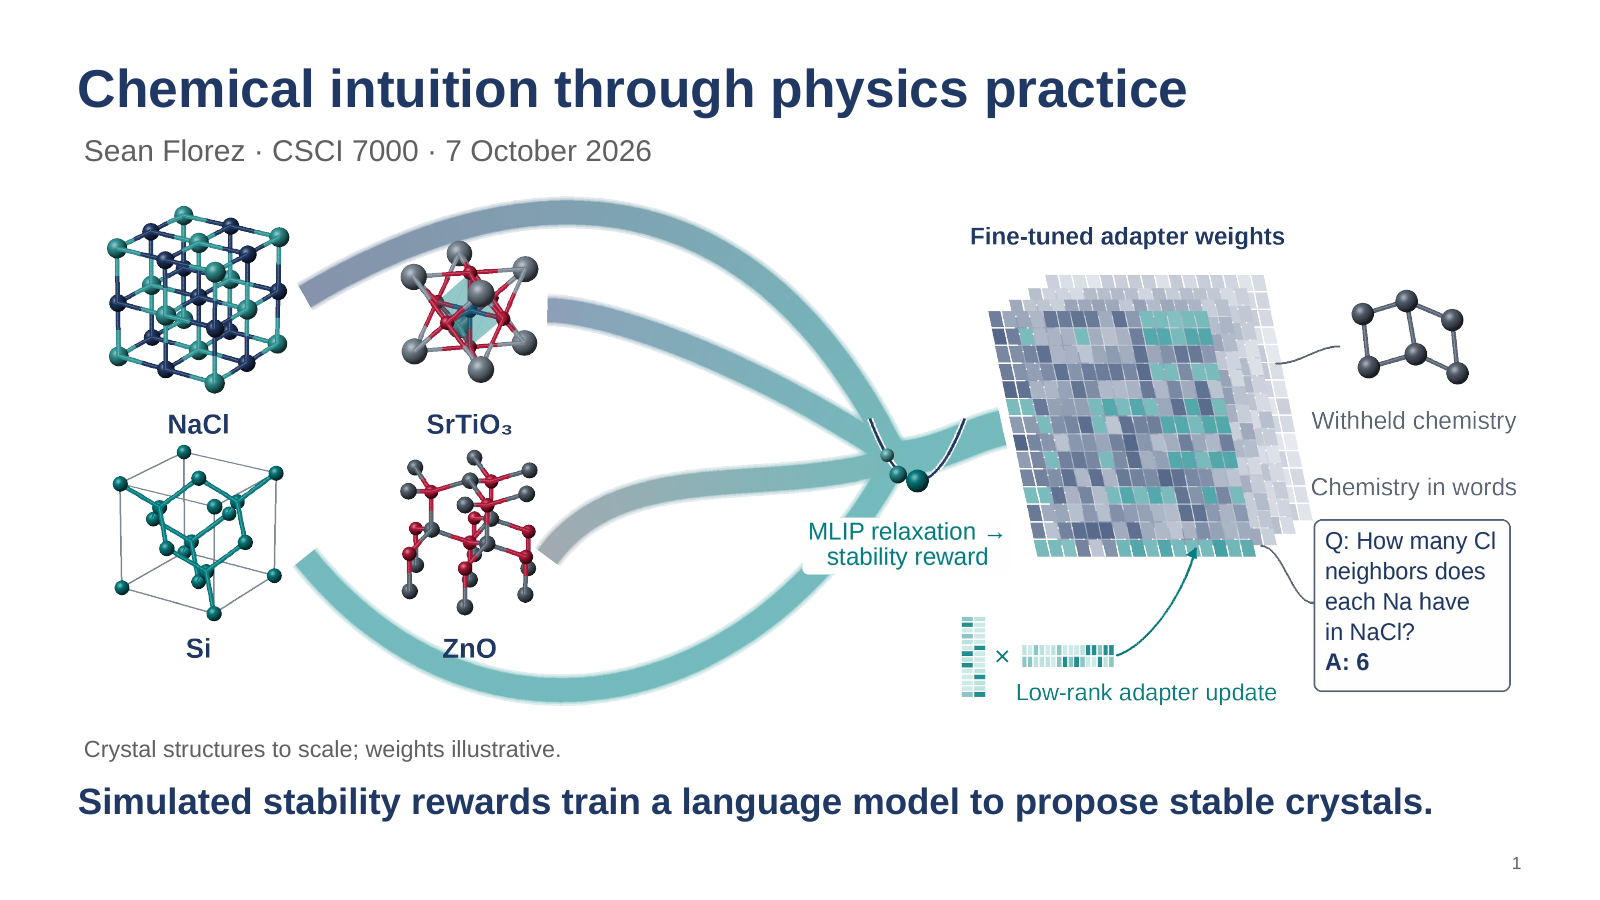 Chemical intuition through physics practice
Sean Florez · CSCI 7000 · 7 October 2026
Fine-tuned adapter weights
NaCl
SrTiO₃
Withheld chemistry
Chemistry in words
MLIP relaxation →
stability reward
Q: How many Cl
neighbors does
each Na have
in NaCl?
A: 6
Si
ZnO
×
Low-rank adapter update
Crystal structures to scale; weights illustrative.
Simulated stability rewards train a language model to propose stable crystals.
1